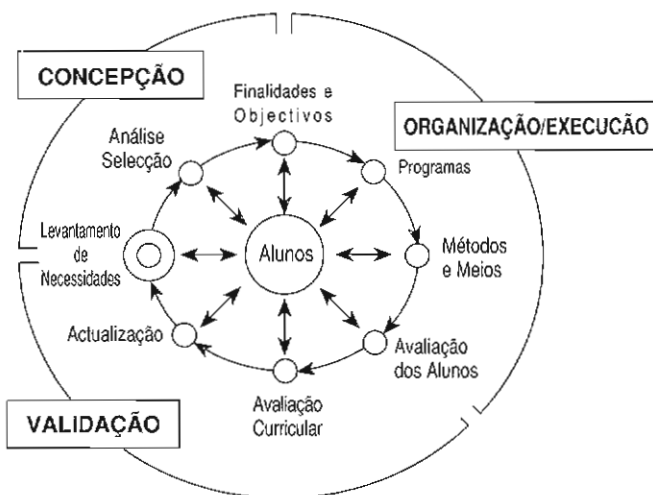 CONCEPÇÃO
Finalidades e
Objectivos
ORGANIZAÇÃO/EXECUCÃO
Análise
Selecção
Programas
Levantamento
de
Necessidades
Alunos
Métodos
e Meios
Actualização
Avaliação
dos Alunos
Avaliação
Curricular
VALIDAÇÃO